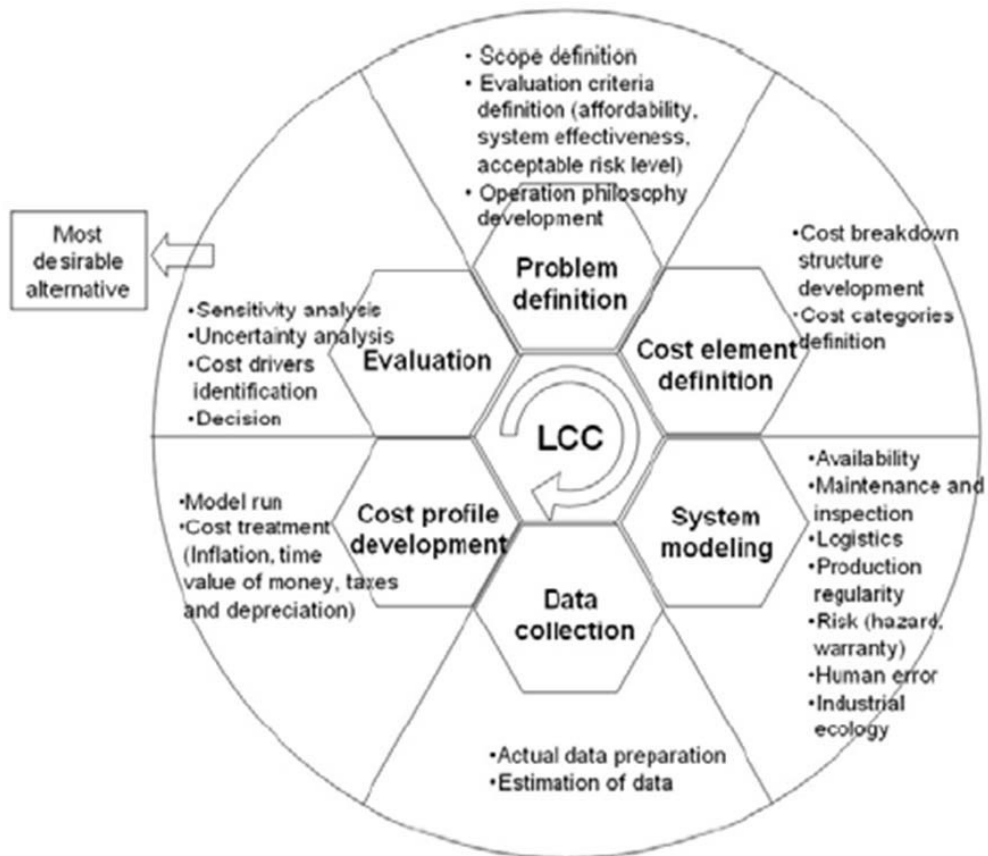 • Scope definition
• Evaluation criteria
definition (affordability,
system effectiveness,
acceptable risk level)
• Operation philosophy
development
Problem
definition
•Cost breakdown
structure
development
•Cost categories
definition
Cost element
definition
•Availability
•Maintenance and
inspection
•Logistics
•Production
regularity
•Risk (hazard,
warranty)
•Human error
•Industrial
ecology
System
modeling
Data
collection
•Actual data preparation
•Estimation of data
Cost profile
development
•Model run
•Cost treatment
(Inflation, time
value of money, taxes
and depreciation)
Evaluation
•Sensitivity analysis
•Uncertainty analysis
•Cost drivers
identification
•Decision
Most
desirable
alternative
LCC